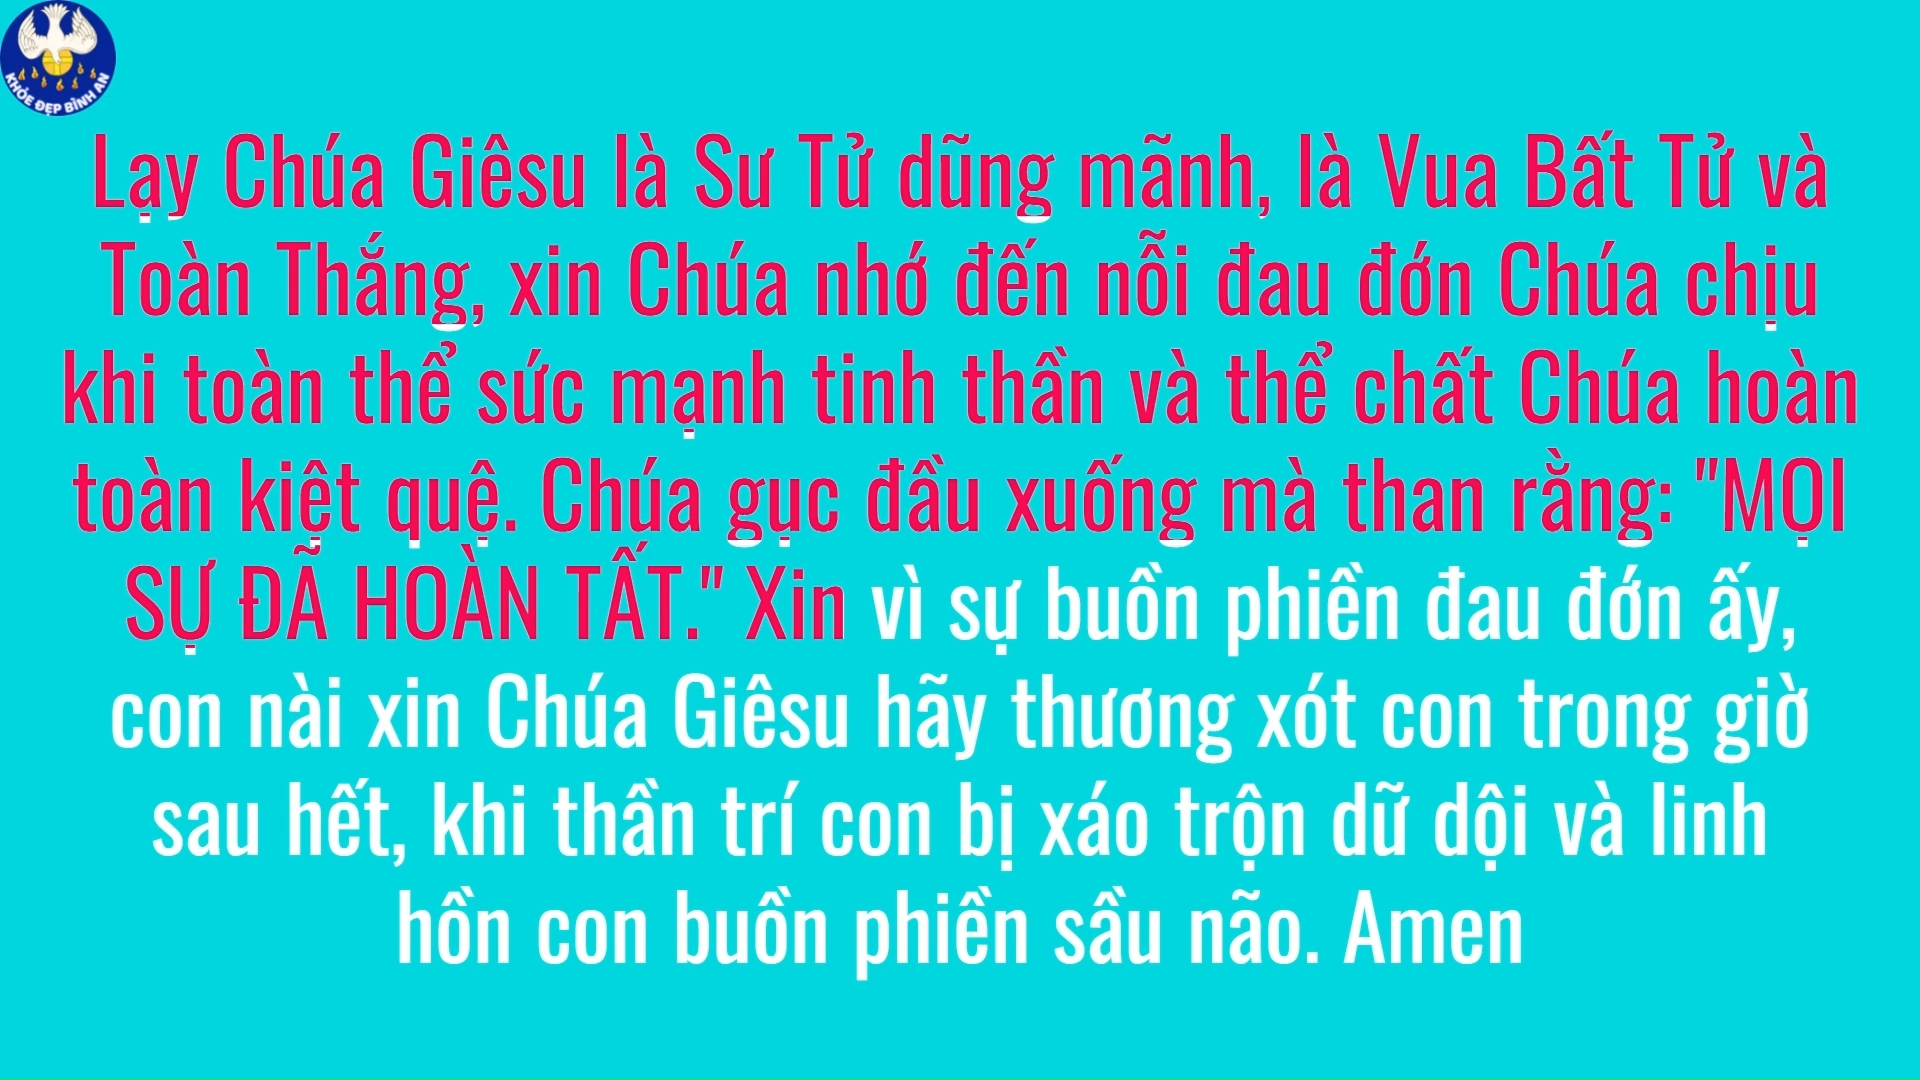 KHỎE ĐẸP BÌNH AN
Lạy Chúa Giêsu là Sư Tử dũng mãnh, là Vua Bất Tử và
Toàn Thắng, xin Chúa nhớ đến nỗi đau đớn Chúa chịu
khi toàn thể sức mạnh tinh thần và thể chất Chúa hoàn
toàn kiệt quệ. Chúa gục đầu xuống mà than rằng: "MỌI
SỰ ĐÃ HOÀN TẤT." Xin vì sự buồn phiền đau đớn ấy,
con nài xin Chúa Giêsu hãy thương xót con trong giờ
sau hết, khi thần trí con bị xáo trộn dữ dội và linh
hồn con buồn phiền sầu não. Amen